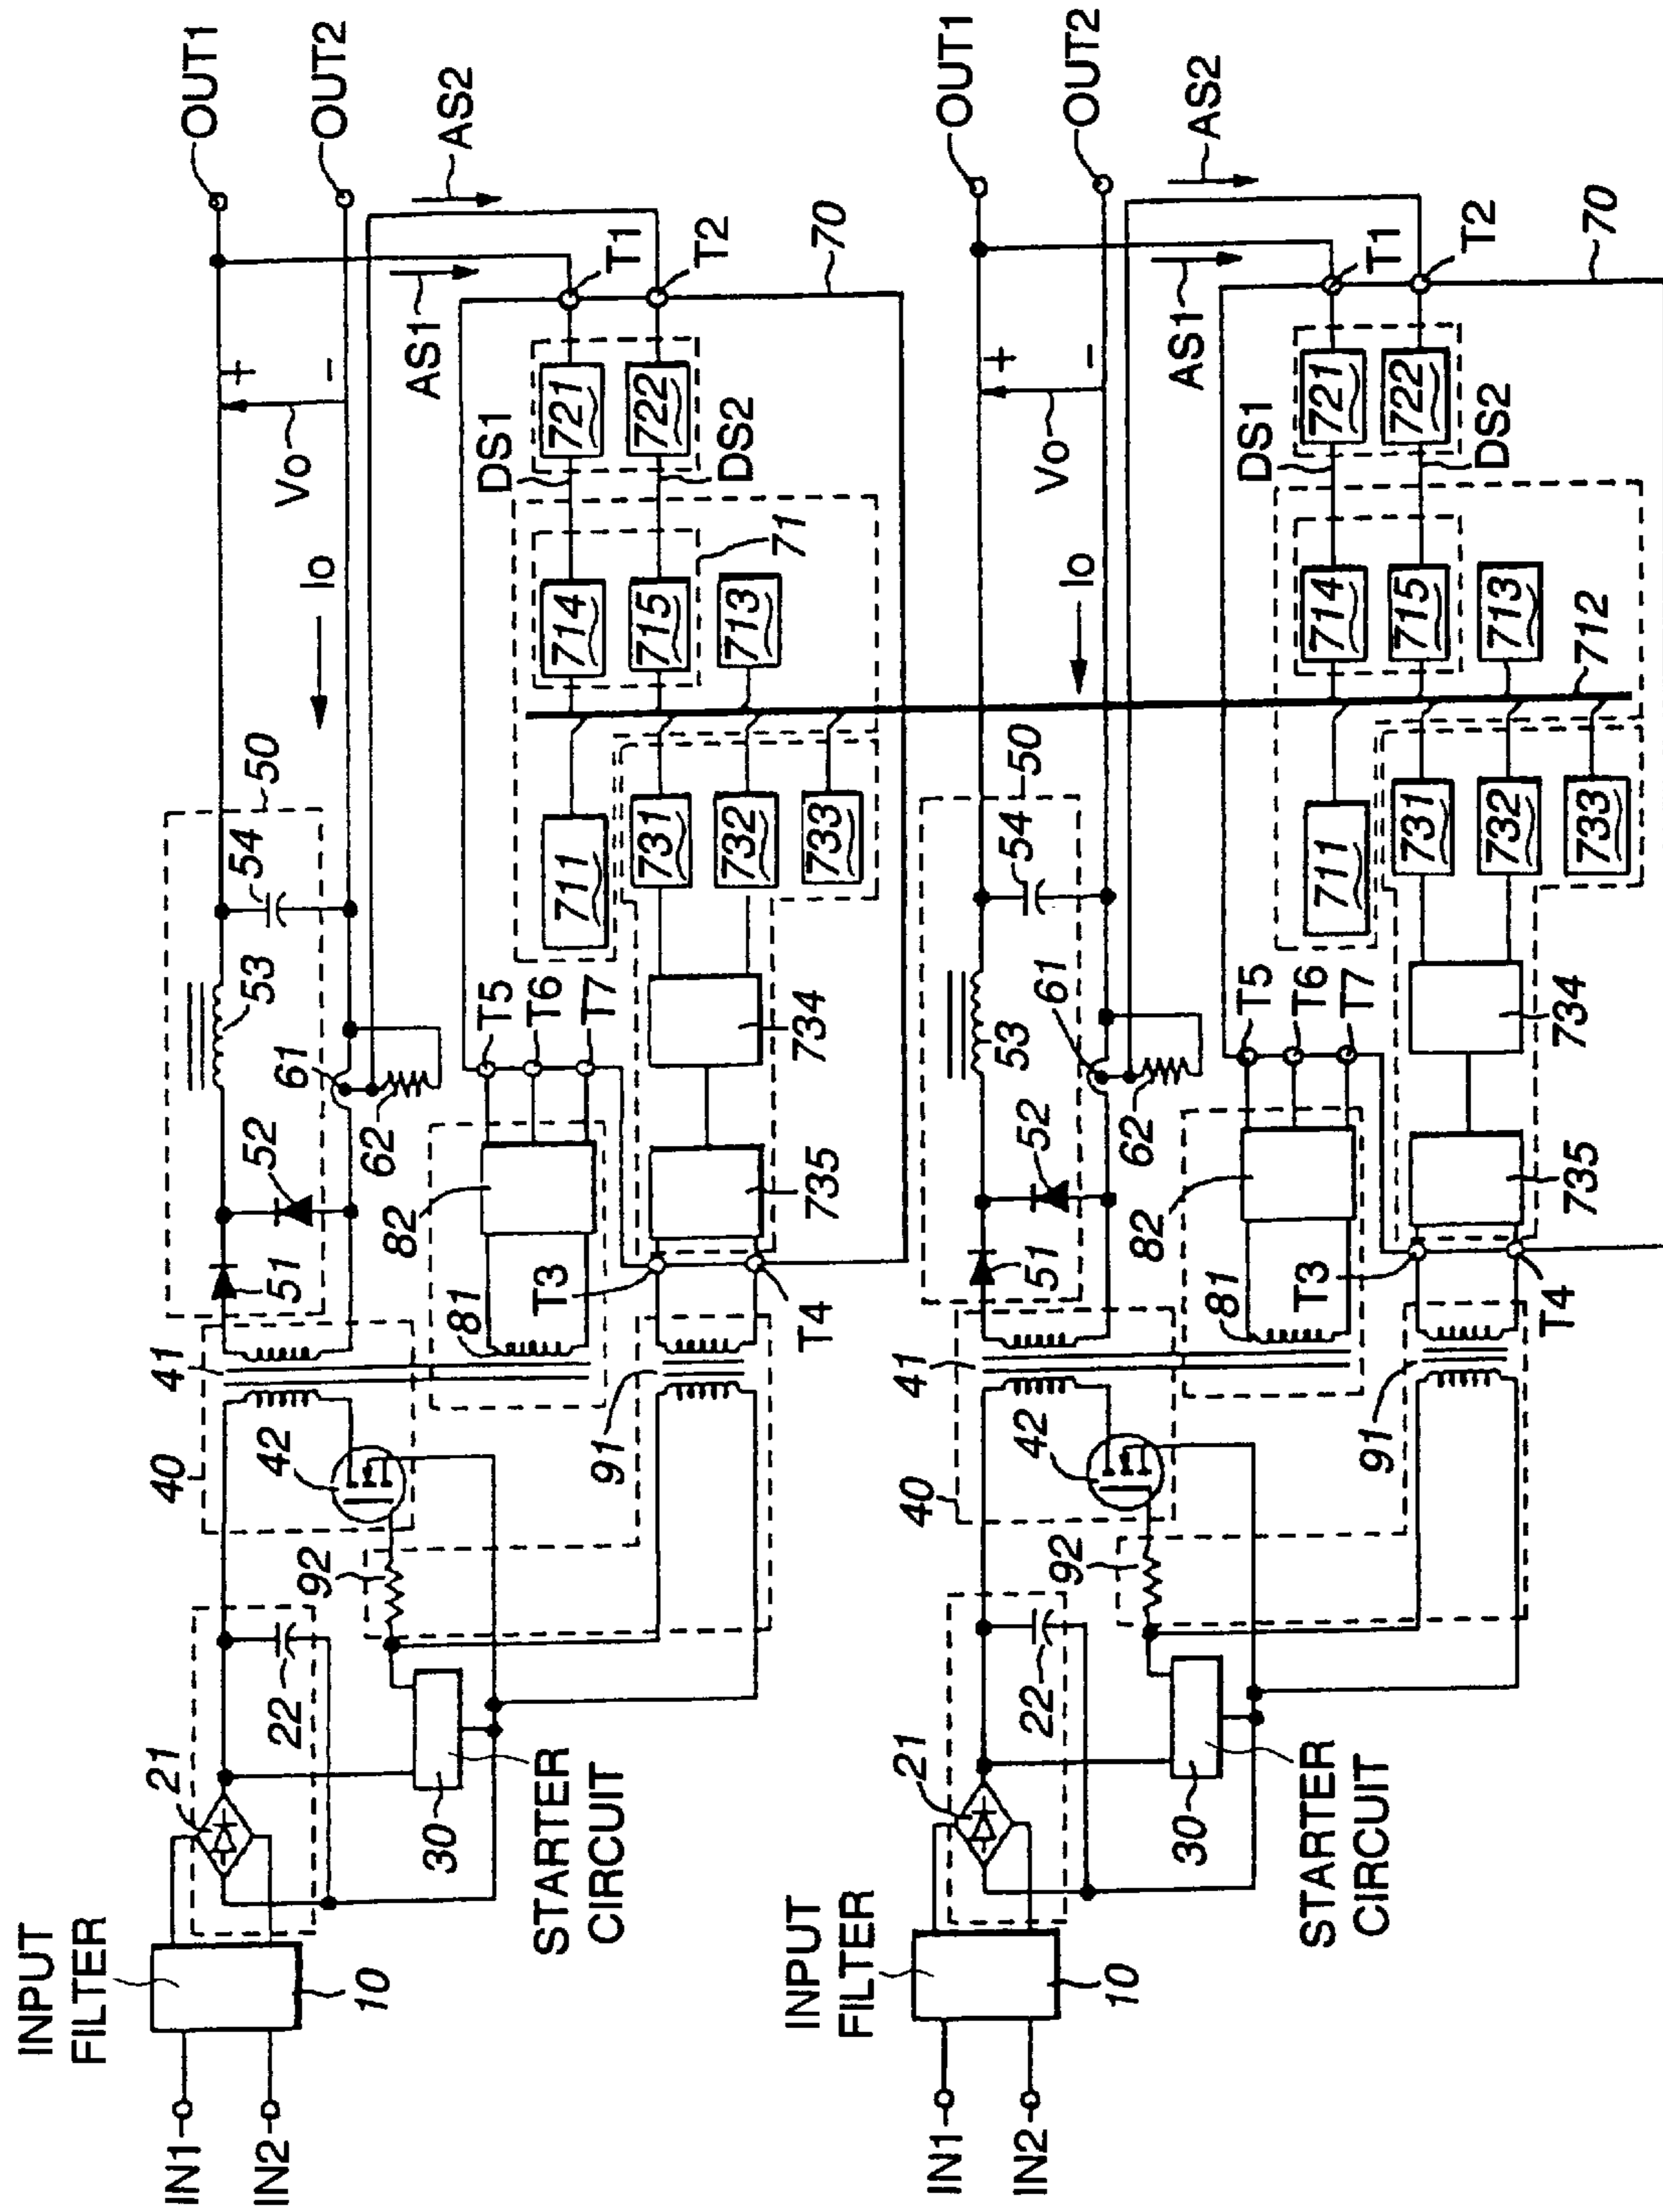 OUT1
OUT2
AS2
AS1
T1
T2
70
+
-
Vo
Io
DS1
DS2
721
722
714
715
71
713
711
731
732
733
50
54
53
61
62
52
51
T5
T6
T7
734
735
82
81
T3
T4
41
40
42
91
92
22
21
30
STARTER
CIRCUIT
INPUT
FILTER
10
IN1
IN2
OUT1
OUT2
AS2
AS1
T1
T2
70
+
-
Vo
Io
DS1
DS2
721
722
714
715
713
712
711
731
732
733
50
54
53
61
62
52
51
T5
T6
T7
734
735
82
81
T3
T4
41
40
42
91
92
22
21
30
STARTER
CIRCUIT
INPUT
FILTER
10
IN1
IN2